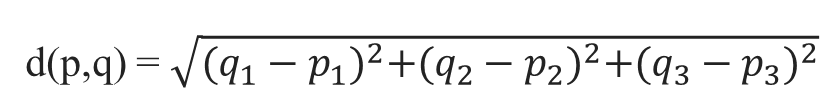 d(p,q) = √(q₁ − p₁)²+(q₂ − p₂)²+(q₃ − p₃)²